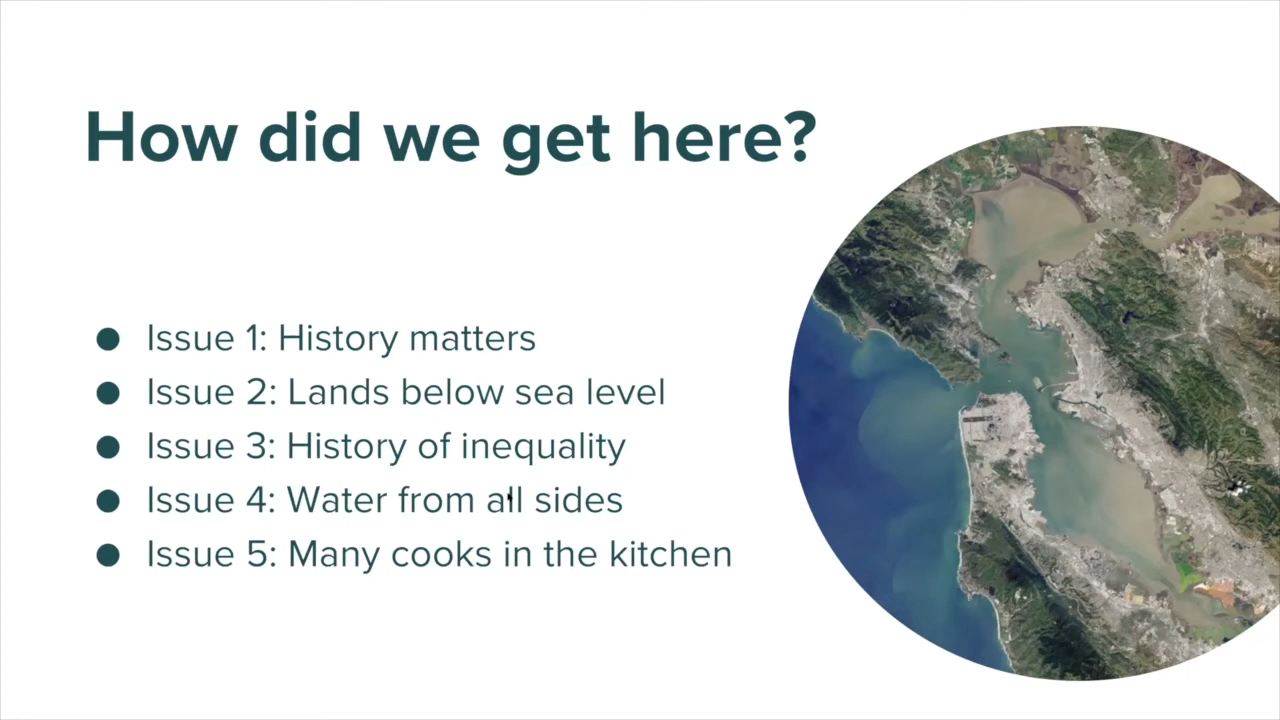 How did we get here?
● Issue 1: History matters
● Issue 2: Lands below sea level
● Issue 3: History of inequality
● Issue 4: Water from all sides
● Issue 5: Many cooks in the kitchen